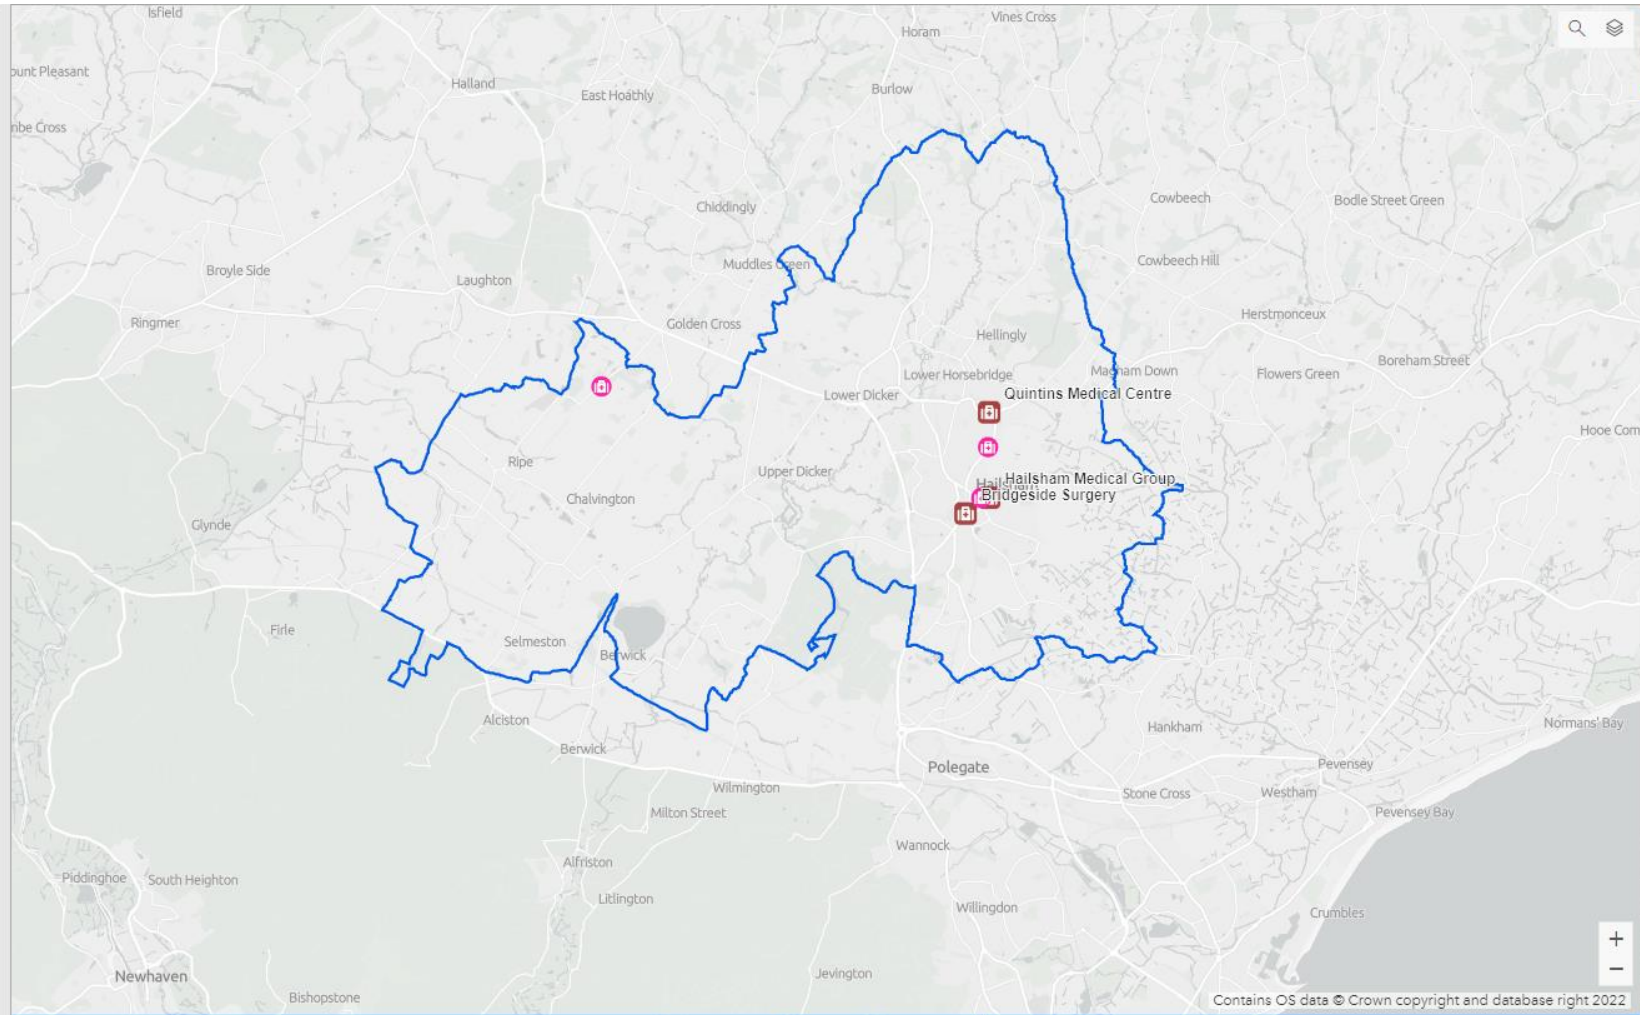 Isfield
Vines Cross
Horam
ount Pleasant
Halland
East Hoathly
Burlow
nbe Cross
Chiddingly
Cowbeech
Bodle Street Green
Muddles Green
Cowbeech Hill
Broyle Side
Laughton
Ringmer
Golden Cross
Herstmonceux
Hellingly
Boreham Street
Lower Horsebridge
Magham Down
Flowers Green
Lower Dicker
Quintins Medical Centre
Hooe Com
Ripe
Upper Dicker
Hailsham
Hailsham Medical Group
Bridgeside Surgery
Chalvington
Glynde
Firle
Selmeston
Berwick
Alciston
Hankham
Normans' Bay
Berwick
Polegate
Pevensey
Wilmington
Stone Cross
Westham
Milton Street
Pevensey Bay
Wannock
Alfriston
Piddinghoe
South Heighton
Litlington
Willingdon
Crumbles
Newhaven
Jevington
Bishopstone
Contains OS data © Crown copyright and database right 2022